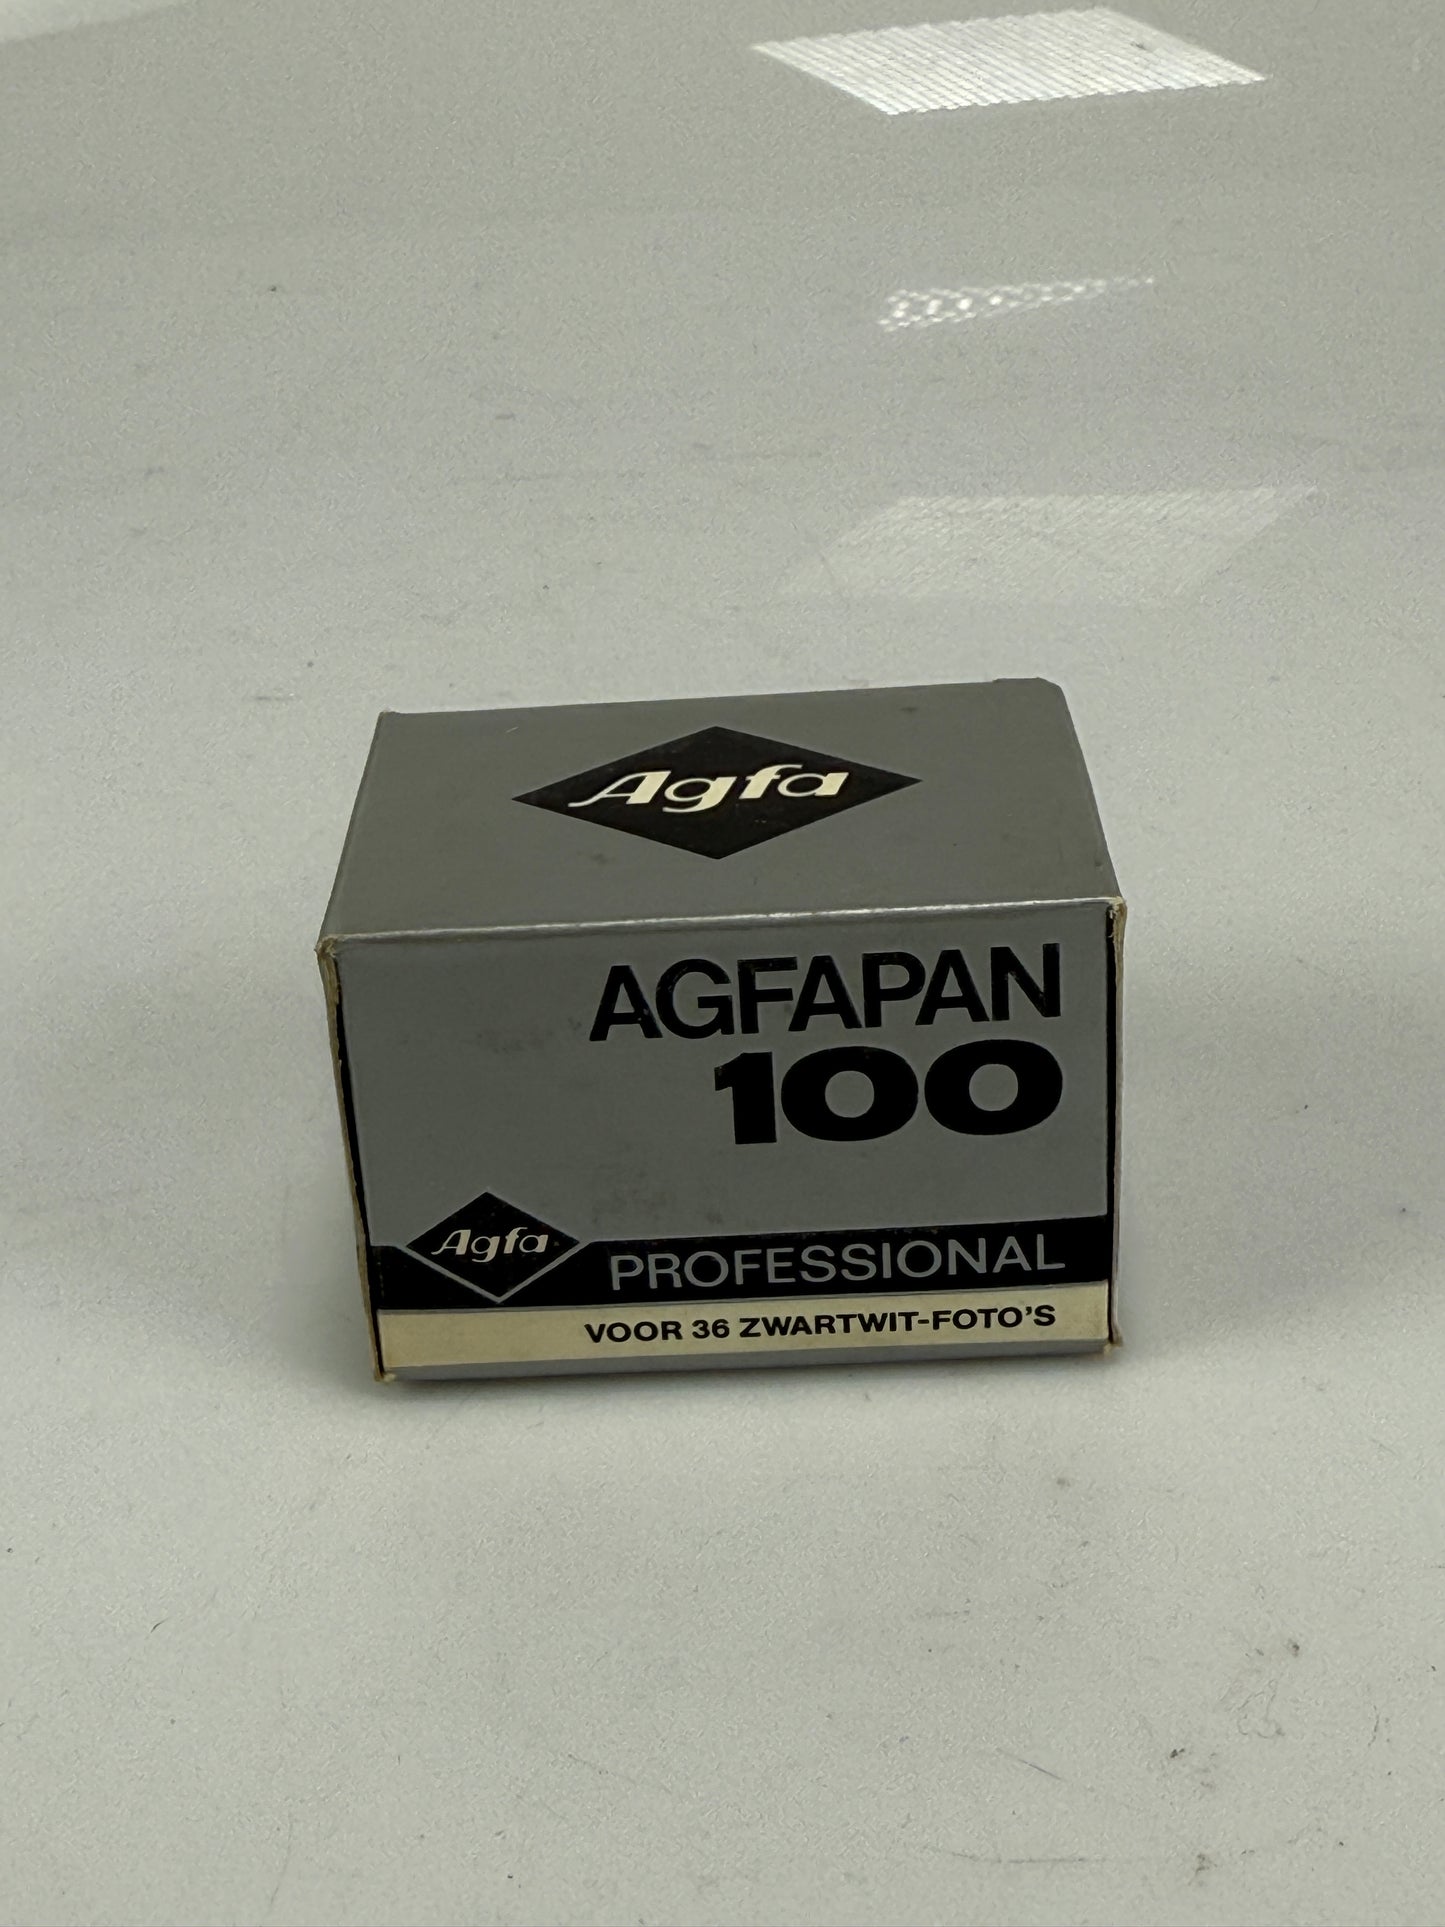 Agfa
AGFAPAN
100
Agfa
PROFESSIONAL
VOOR 36 ZWARTWIT-FOTO'S